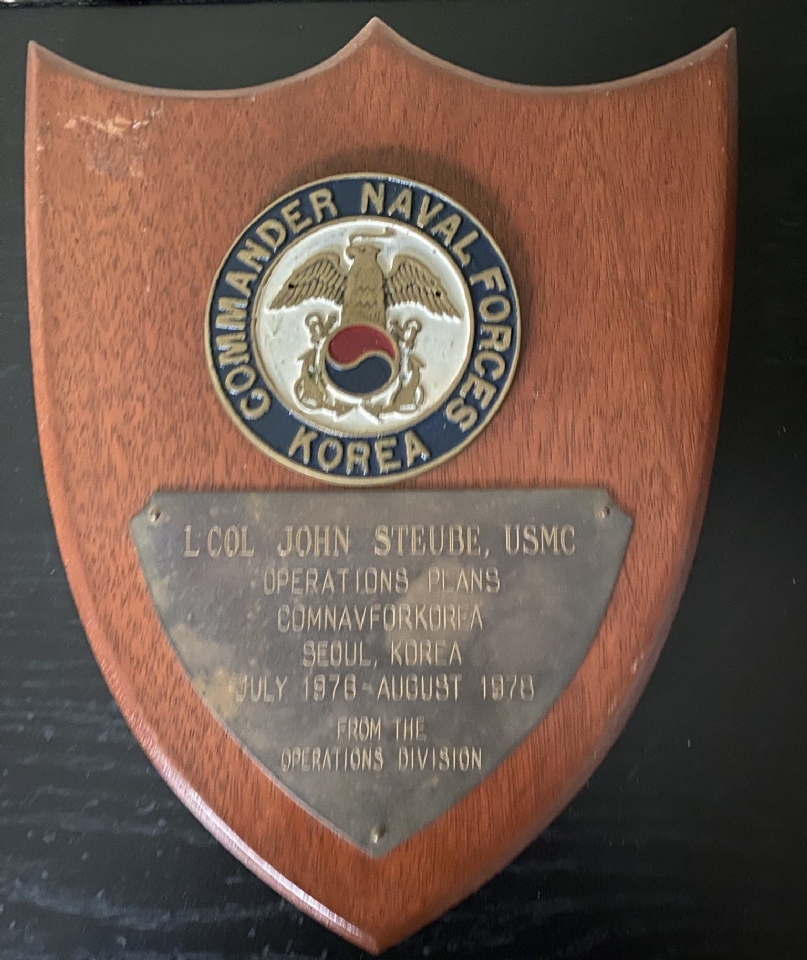 COMMANDER NAVAL FORCES
KOREA
LCOL JOHN STEUBE, USMC
OPERATIONS PLANS
COMNAVFORKOREA
SEOUL, KOREA
JULY 1976-AUGUST 1978
FROM THE
OPERATIONS DIVISION